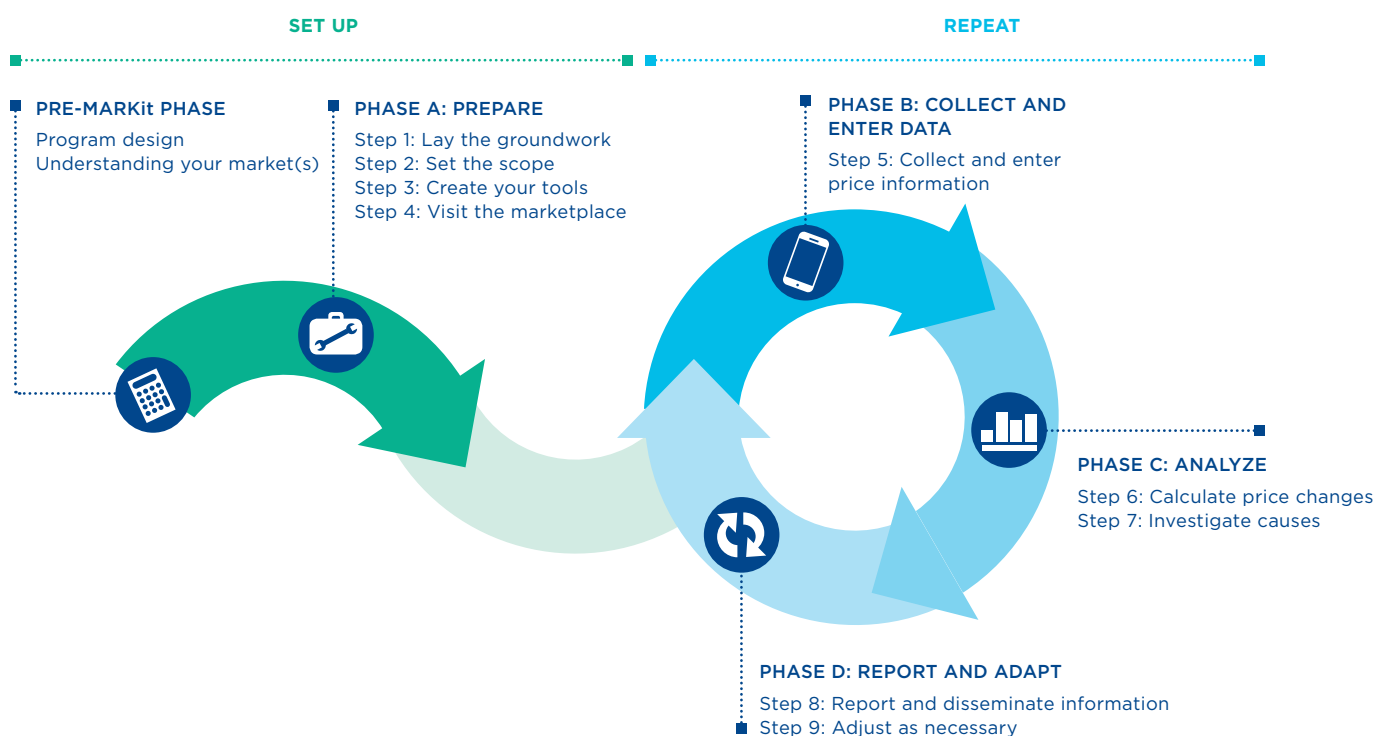 SET UP
REPEAT
PRE-MARKit PHASE
Program design
Understanding your market(s)
PHASE A: PREPARE
Step 1: Lay the groundwork
Step 2: Set the scope
Step 3: Create your tools
Step 4: Visit the marketplace
PHASE B: COLLECT AND
ENTER DATA
Step 5: Collect and enter
price information
PHASE C: ANALYZE
Step 6: Calculate price changes
Step 7: Investigate causes
PHASE D: REPORT AND ADAPT
Step 8: Report and disseminate information
Step 9: Adjust as necessary